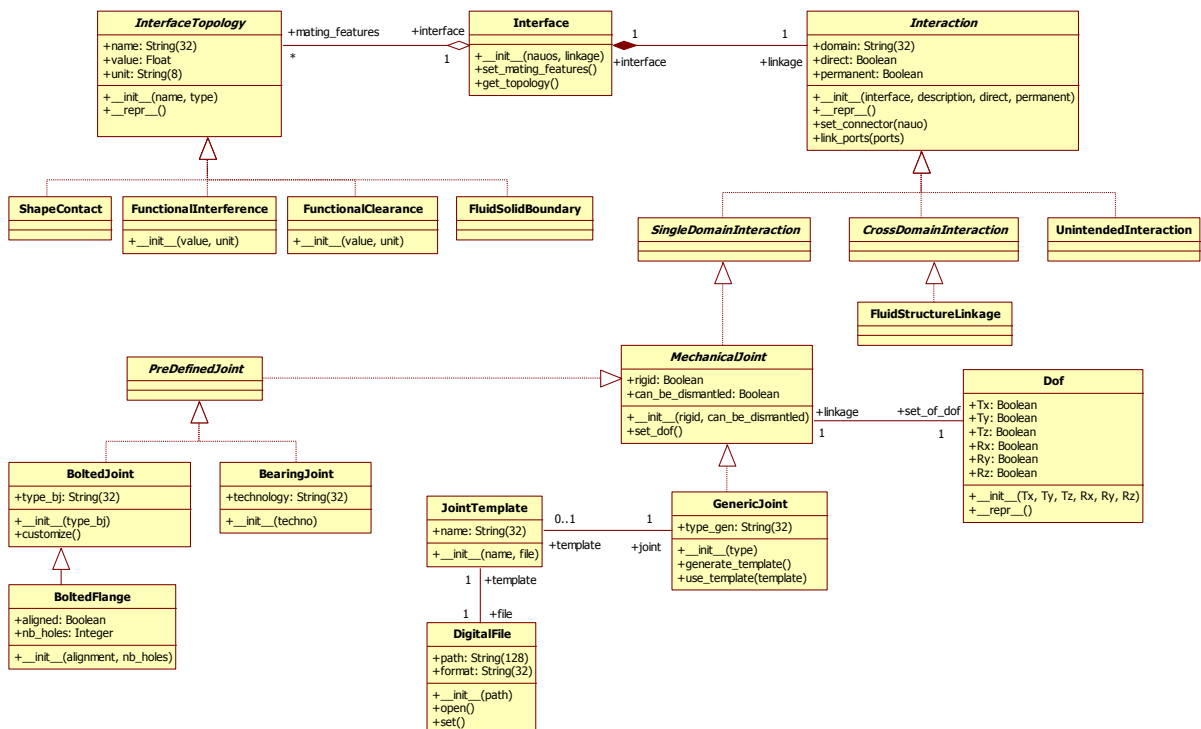 InterfaceTopology
+name: String(32)
+value: Float
+unit: String(8)
+__init__(name, type)
+__repr__()
+mating_features
*
+interface
1
Interface
+__init__(nauos, linkage)
+set_mating_features()
+get_topology()
1
+interface
1
+linkage
Interaction
+domain: String(32)
+direct: Boolean
+permanent: Boolean
+__init__(interface, description, direct, permanent)
+__repr__()
+set_connector(nauo)
+link_ports(ports)
ShapeContact
FunctionalInterference
+__init__(value, unit)
FunctionalClearance
+__init__(value, unit)
FluidSolidBoundary
SingleDomainInteraction
CrossDomainInteraction
UnintendedInteraction
FluidStructureLinkage
PreDefinedJoint
MechanicalJoint
+rigid: Boolean
+can_be_dismantled: Boolean
+__init__(rigid, can_be_dismantled)
+set_dof()
+linkage
1
+set_of_dof
1
Dof
+Tx: Boolean
+Ty: Boolean
+Tz: Boolean
+Rx: Boolean
+Ry: Boolean
+Rz: Boolean
+__init__(Tx, Ty, Tz, Rx, Ry, Rz)
+__repr__()
BoltedJoint
+type_bj: String(32)
+__init__(type_bj)
+customize()
BearingJoint
+technology: String(32)
+__init__(techno)
JointTemplate
+name: String(32)
+__init__(name, file)
0..1
+template
1
+joint
GenericJoint
+type_gen: String(32)
+__init__(type)
+generate_template()
+use_template(template)
BoltedFlange
+aligned: Boolean
+nb_holes: Integer
+__init__(alignment, nb_holes)
1
+template
1
+file
DigitalFile
+path: String(128)
+format: String(32)
+__init__(path)
+open()
+set()